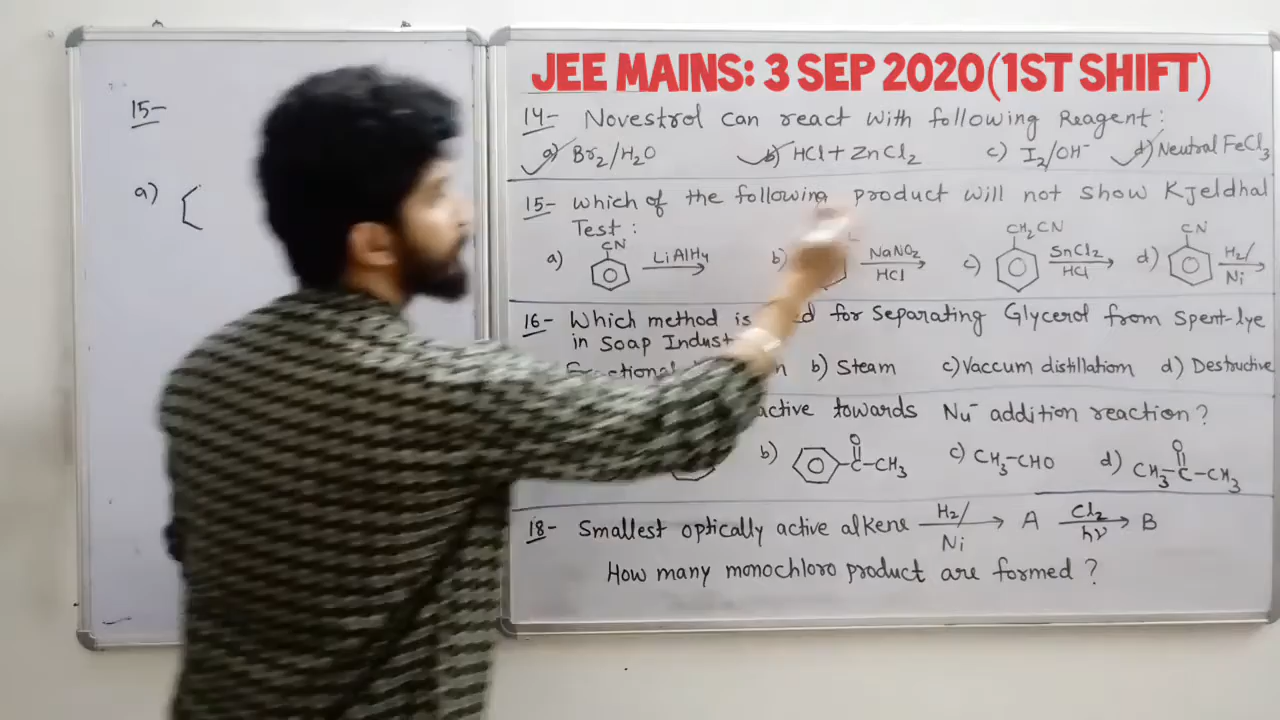 JEE MAINS: 3 SEP 2020(1ST SHIFT)
15-
a)
14- Novestrol can react with following Reagent:
a) Br2/H2O b) HCl + ZnCl2 c) I2/OH- d) Neutral FeCl3
15- which of the following product will not show Kjeldhal
Test:
a) CN LiAlH4 b) NaNO2 HCl c) CH2CN SnCl2 HCl d) CN H2/ Ni
16- Which method is for separating Glycerol from spent-lye
in Soap
b) Steam c) Vaccum distillation d) Destructive
towards Nu- addition reaction?
b) O C-CH3 c) CH3-CHO d) CH3-C-CH3 O
18- Smallest optically active alkene H2/ Ni A Cl2 hν B
How many monochloro product are formed?